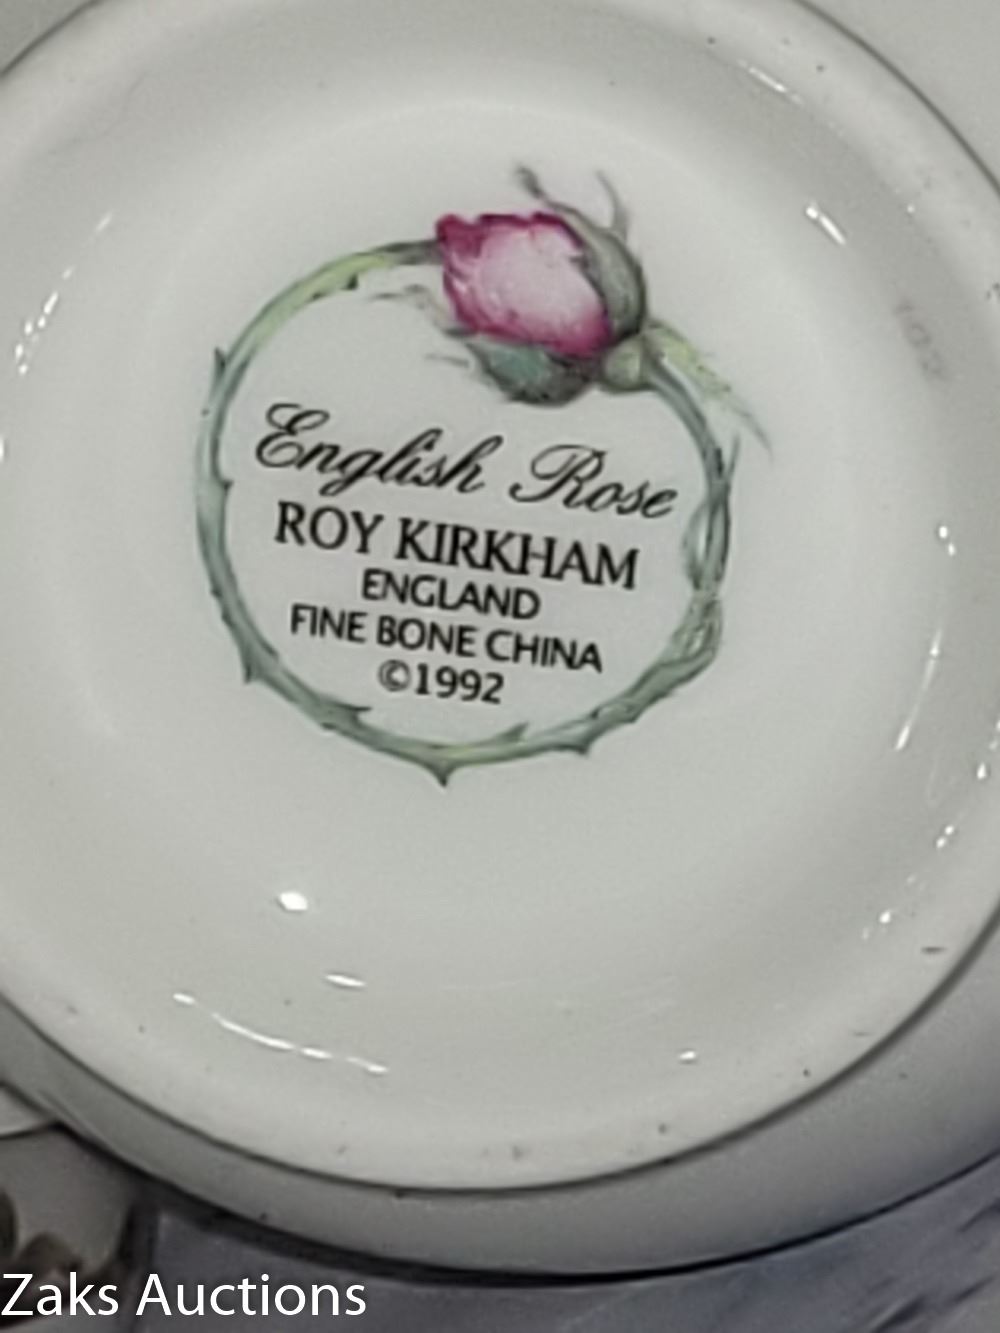 English Rose
ROY KIRKHAM
ENGLAND
FINE BONE CHINA
©1992
Zaks Auctions